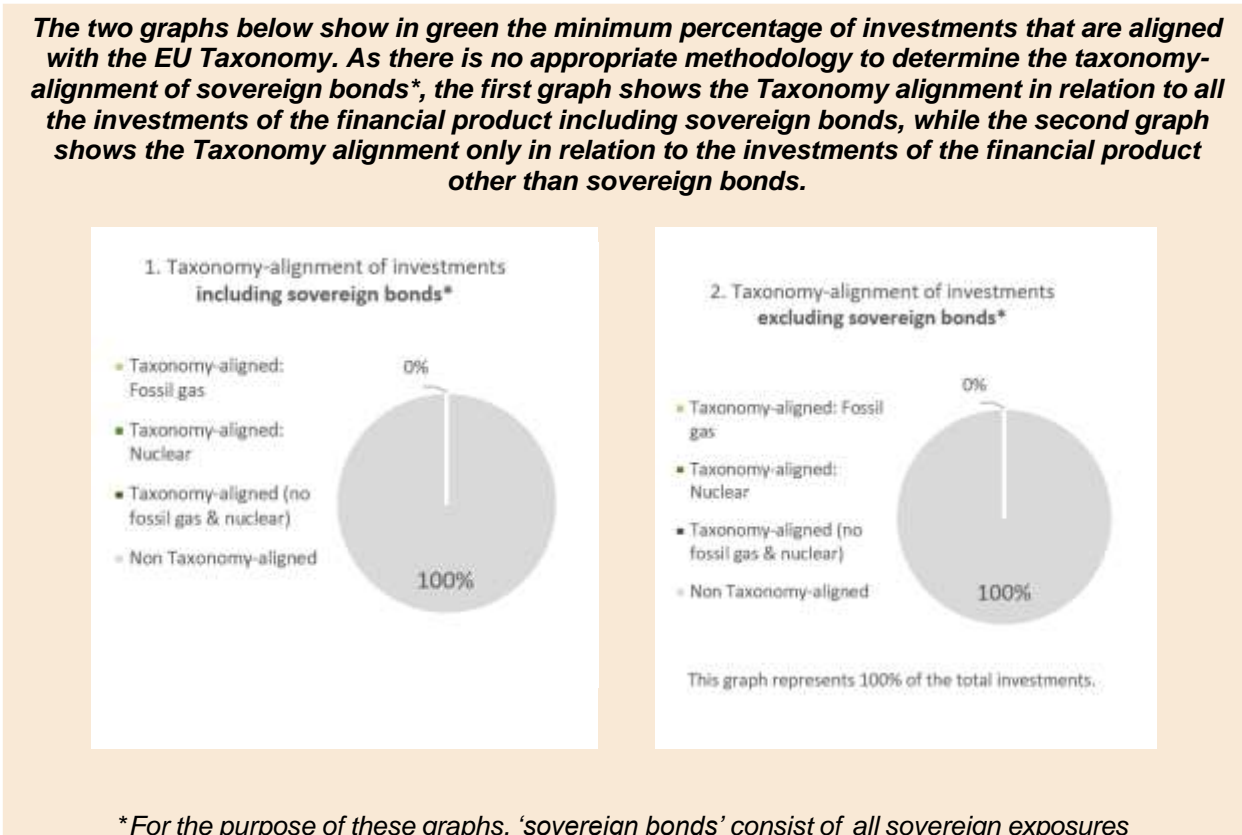 The two graphs below show in green the minimum percentage of investments that are aligned
with the EU Taxonomy. As there is no appropriate methodology to determine the taxonomy-
alignment of sovereign bonds*, the first graph shows the Taxonomy alignment in relation to all
the investments of the financial product including sovereign bonds, while the second graph
shows the Taxonomy alignment only in relation to the investments of the financial product
other than sovereign bonds.
1. Taxonomy-alignment of investments
including sovereign bonds*
Taxonomy-aligned:
Fossil gas
Taxonomy-aligned:
Nuclear
Taxonomy-aligned (no
fossil gas & nuclear)
Non Taxonomy-aligned
0%
100%
2. Taxonomy-alignment of investments
excluding sovereign bonds*
Taxonomy-aligned: Fossil
gas
Taxonomy-aligned:
Nuclear
Taxonomy-aligned (no
fossil gas & nuclear)
Non Taxonomy-aligned
0%
100%
This graph represents 100% of the total investments.
*For the purpose of these graphs, ‘sovereign bonds’ consist of all sovereign exposures